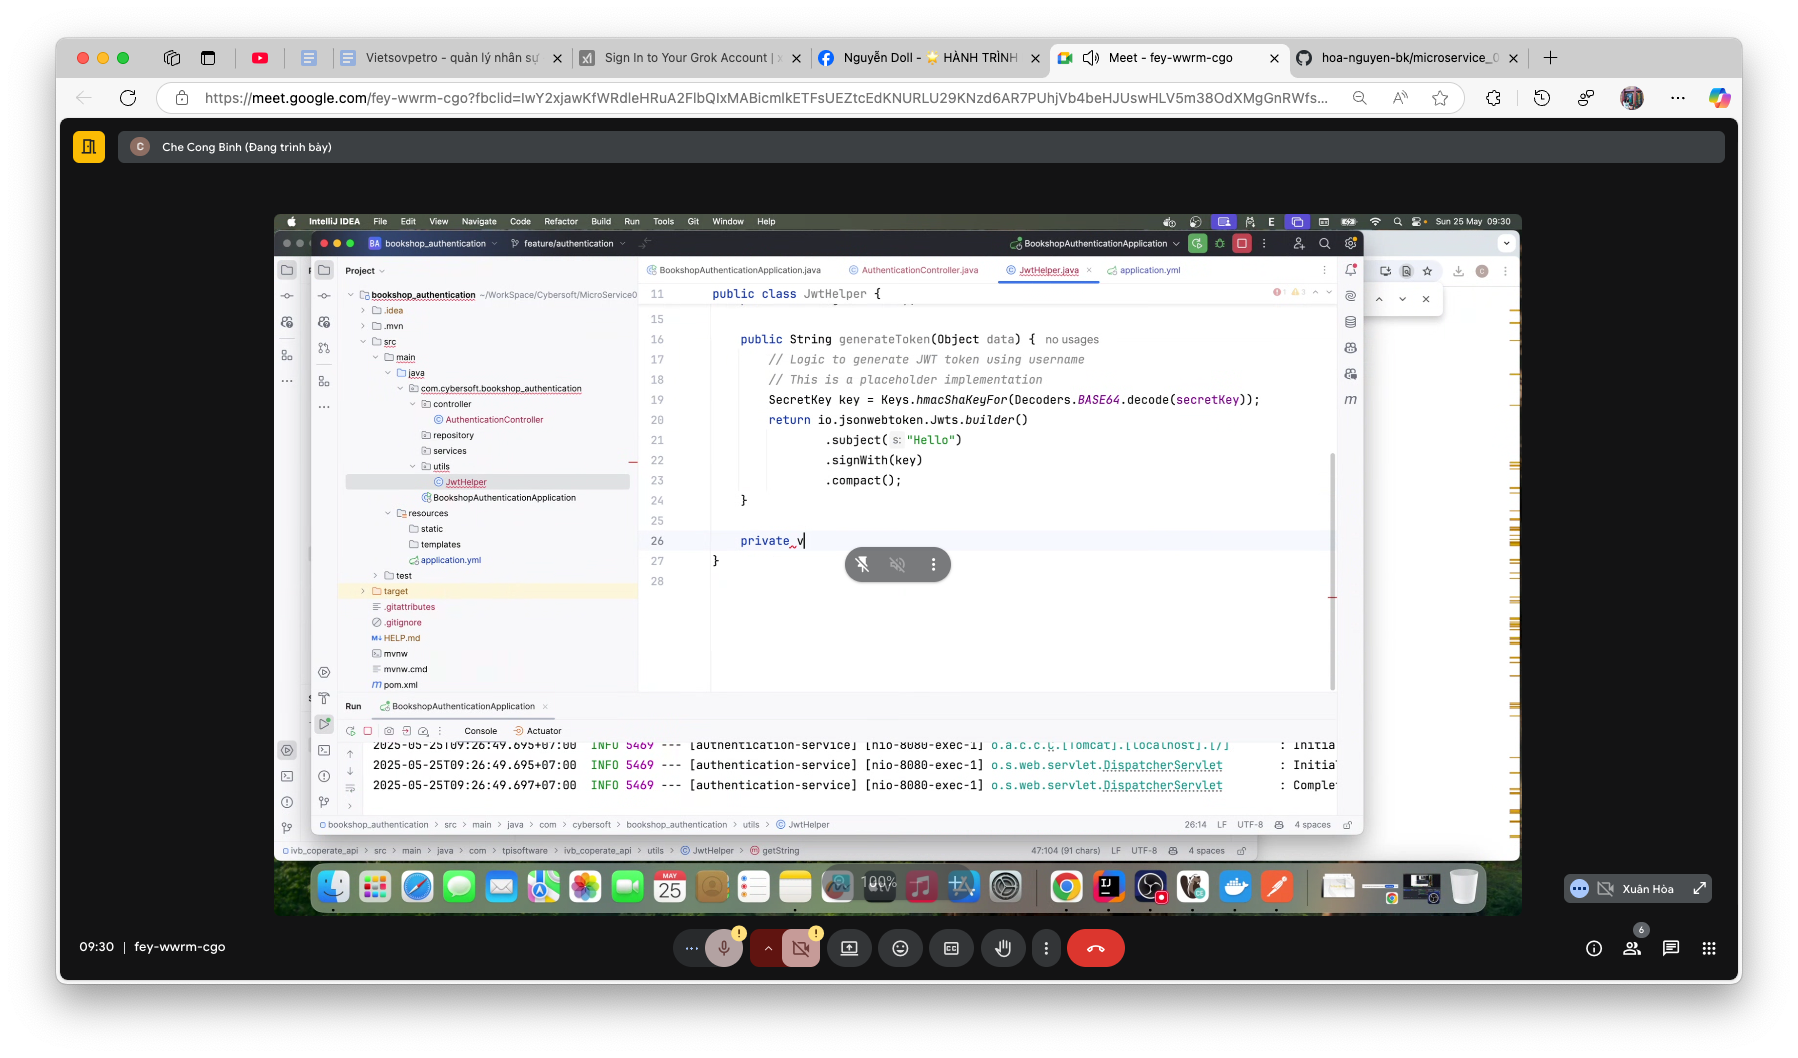 Vietsovpetro - quản lý nhân sự
Sign In to Your Grok Account |
Nguyễn Doll - 🌟 HÀNH TRÌNH
Meet - fey-wwrm-cgo
hoa-nguyen-bk/microservice_0
https://meet.google.com/fey-wwrm-cgo?fbclid=IwY2xjawKfWRdleHRuA2FlbQIxMABicmlkETFsUEZtcEdKNURLU29KNzd6AR7PUhjVb4beHJUswHLV5m38OdXMgGnRWfs...
C Che Cong Binh (Đang trình bày)
IntelliJ IDEA File Edit View Navigate Code Refactor Build Run Tools Git Window Help
Sun 25 May 09:30
BA bookshop_authentication
feature/authentication
BookshopAuthenticationApplication
Project
BookshopAuthenticationApplication.java
AuthenticationController.java
JwtHelper.java
application.yml
bookshop_authentication ~/WorkSpace/Cybersoft/MicroService0
.idea
.mvn
src
main
java
com.cybersoft.bookshop_authentication
controller
AuthenticationController
repository
services
utils
JwtHelper
BookshopAuthenticationApplication
resources
static
templates
application.yml
test
target
.gitattributes
.gitignore
HELP.md
mvnw
mvnw.cmd
pom.xml
11 public class JwtHelper {
15
16 public String generateToken(Object data) { no usages
17 // Logic to generate JWT token using username
18 // This is a placeholder implementation
19 SecretKey key = Keys.hmacShaKeyFor(Decoders.BASE64.decode(secretKey));
20 return io.jsonwebtoken.Jwts.builder()
21 .subject( s: "Hello")
22 .signWith(key)
23 .compact();
24 }
25
26 private v
27 }
28
Run BookshopAuthenticationApplication
Console Actuator
2025-05-25T09:26:49.695+07:00 INFO 5469 --- [authentication-service] [nio-8080-exec-1] o.a.c.c.C.[Tomcat].[localhost].[/] : Initia
2025-05-25T09:26:49.695+07:00 INFO 5469 --- [authentication-service] [nio-8080-exec-1] o.s.web.servlet.DispatcherServlet : Initial
2025-05-25T09:26:49.697+07:00 INFO 5469 --- [authentication-service] [nio-8080-exec-1] o.s.web.servlet.DispatcherServlet : Complet
bookshop_authentication > src > main > java > com > cybersoft > bookshop_authentication > utils > JwtHelper
26:14 LF UTF-8 4 spaces
ivb_coperate_api > src > main > java > com > tpisoftware > ivb_coperate_api > utils > JwtHelper > getString
47:104 (91 chars) LF UTF-8 4 spaces
MAY
25
100%
Xuân Hòa
09:30 | fey-wwrm-cgo
6